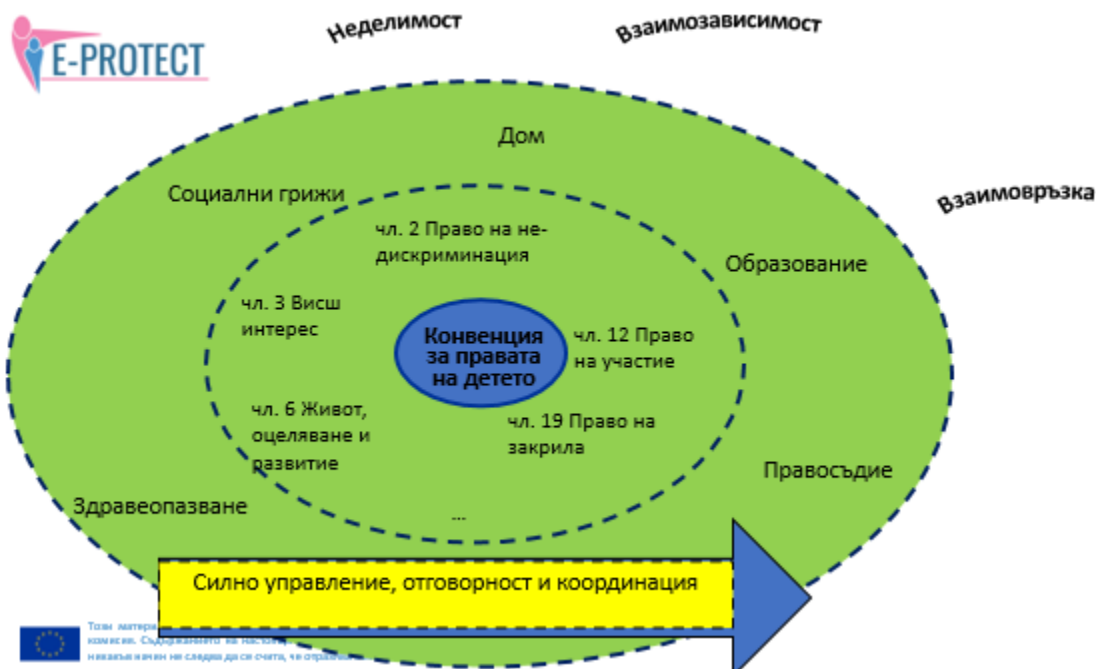 E-PROTECT
Неделимост
Взаимозависимост
Взаимовръзка
Дом
Социални грижи
чл. 2 Право на не-
дискриминация
Образование
чл. 3 Висш
интерес
Конвенция
за правата
на детето
чл. 12 Право
на участие
чл. 6 Живот,
оцеляване и
развитие
чл. 19 Право на
закрила
Правосъдие
Здравеопазване
...
Силно управление, отговорност и координация
Този
комисия. Съдържанието на
начин не следва да се счита, че